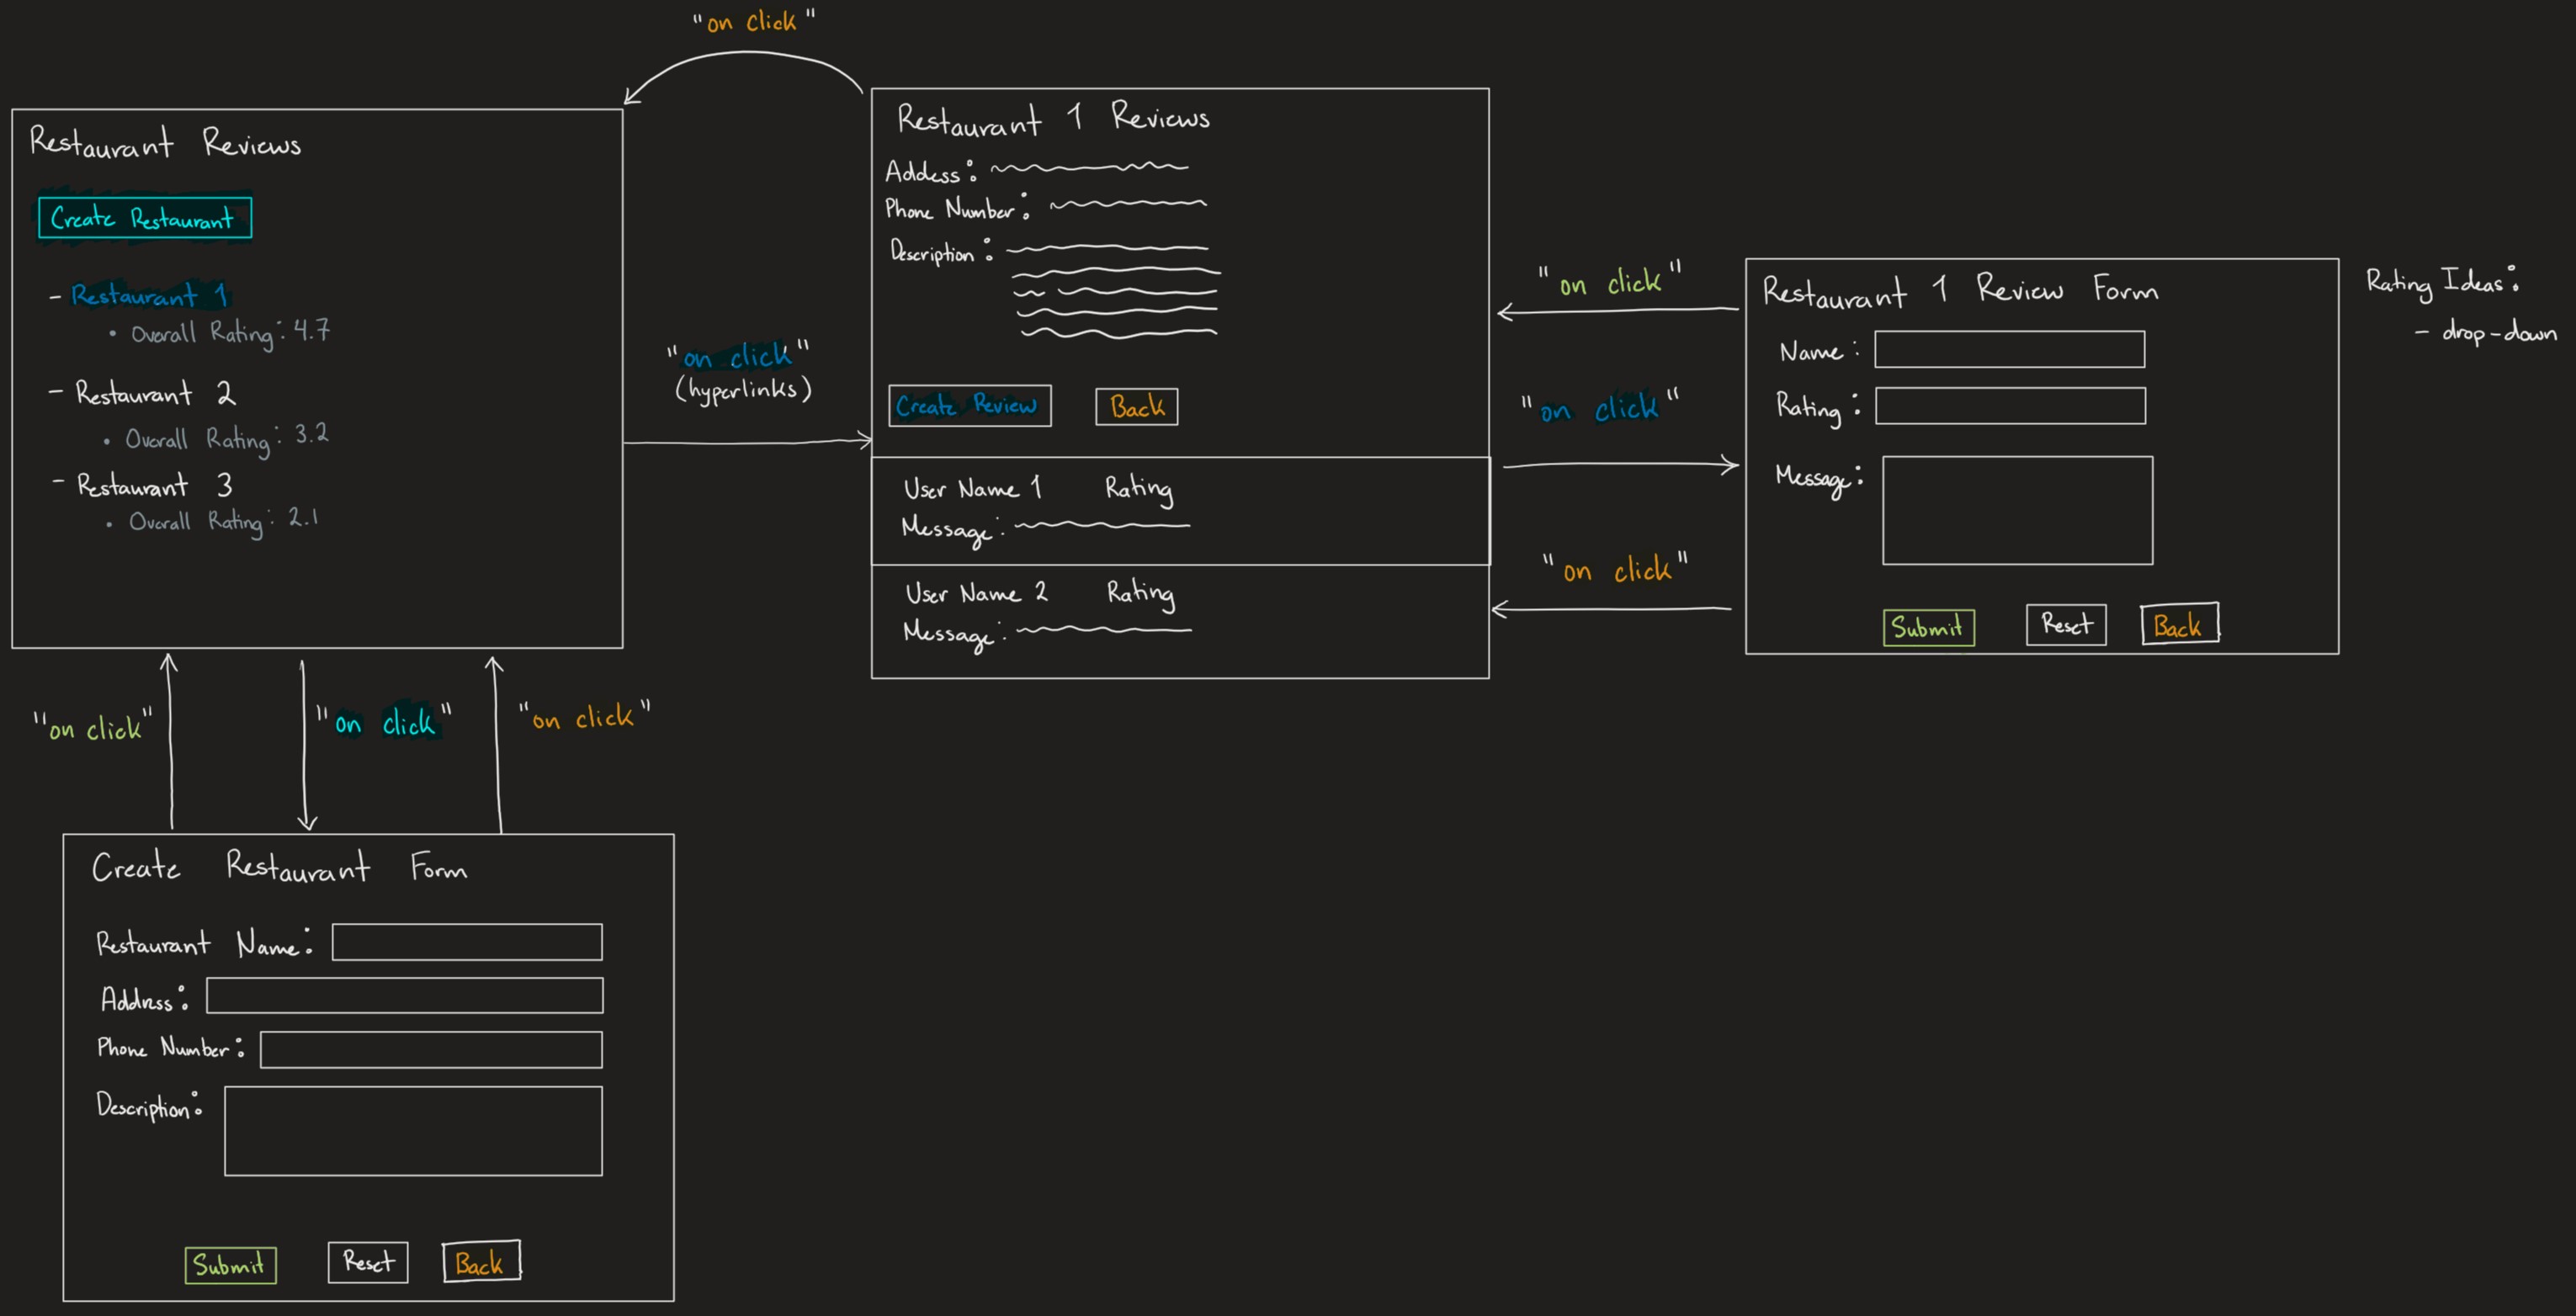 "on click"
Restaurant Reviews
Create Restaurant
- Restaurant 1
• Overall Rating: 4.7
- Restaurant 2
• Overall Rating: 3.2
- Restaurant 3
• Overall Rating: 2.1
"on click"
(hyperlinks)
Restaurant 1 Reviews
Addess:
Phone Number:
Description:
Create Review Back
User Name 1 Rating
Message:
User Name 2 Rating
Message:
"on click"
"on click"
"on click"
Restaurant 1 Review Form
Name:
Rating:
Message:
Submit Reset Back
Rating Ideas:
- drop-down
"on click" "on click" "on click"
Create Restaurant Form
Restaurant Name:
Address:
Phone Number:
Description:
Submit Reset Back